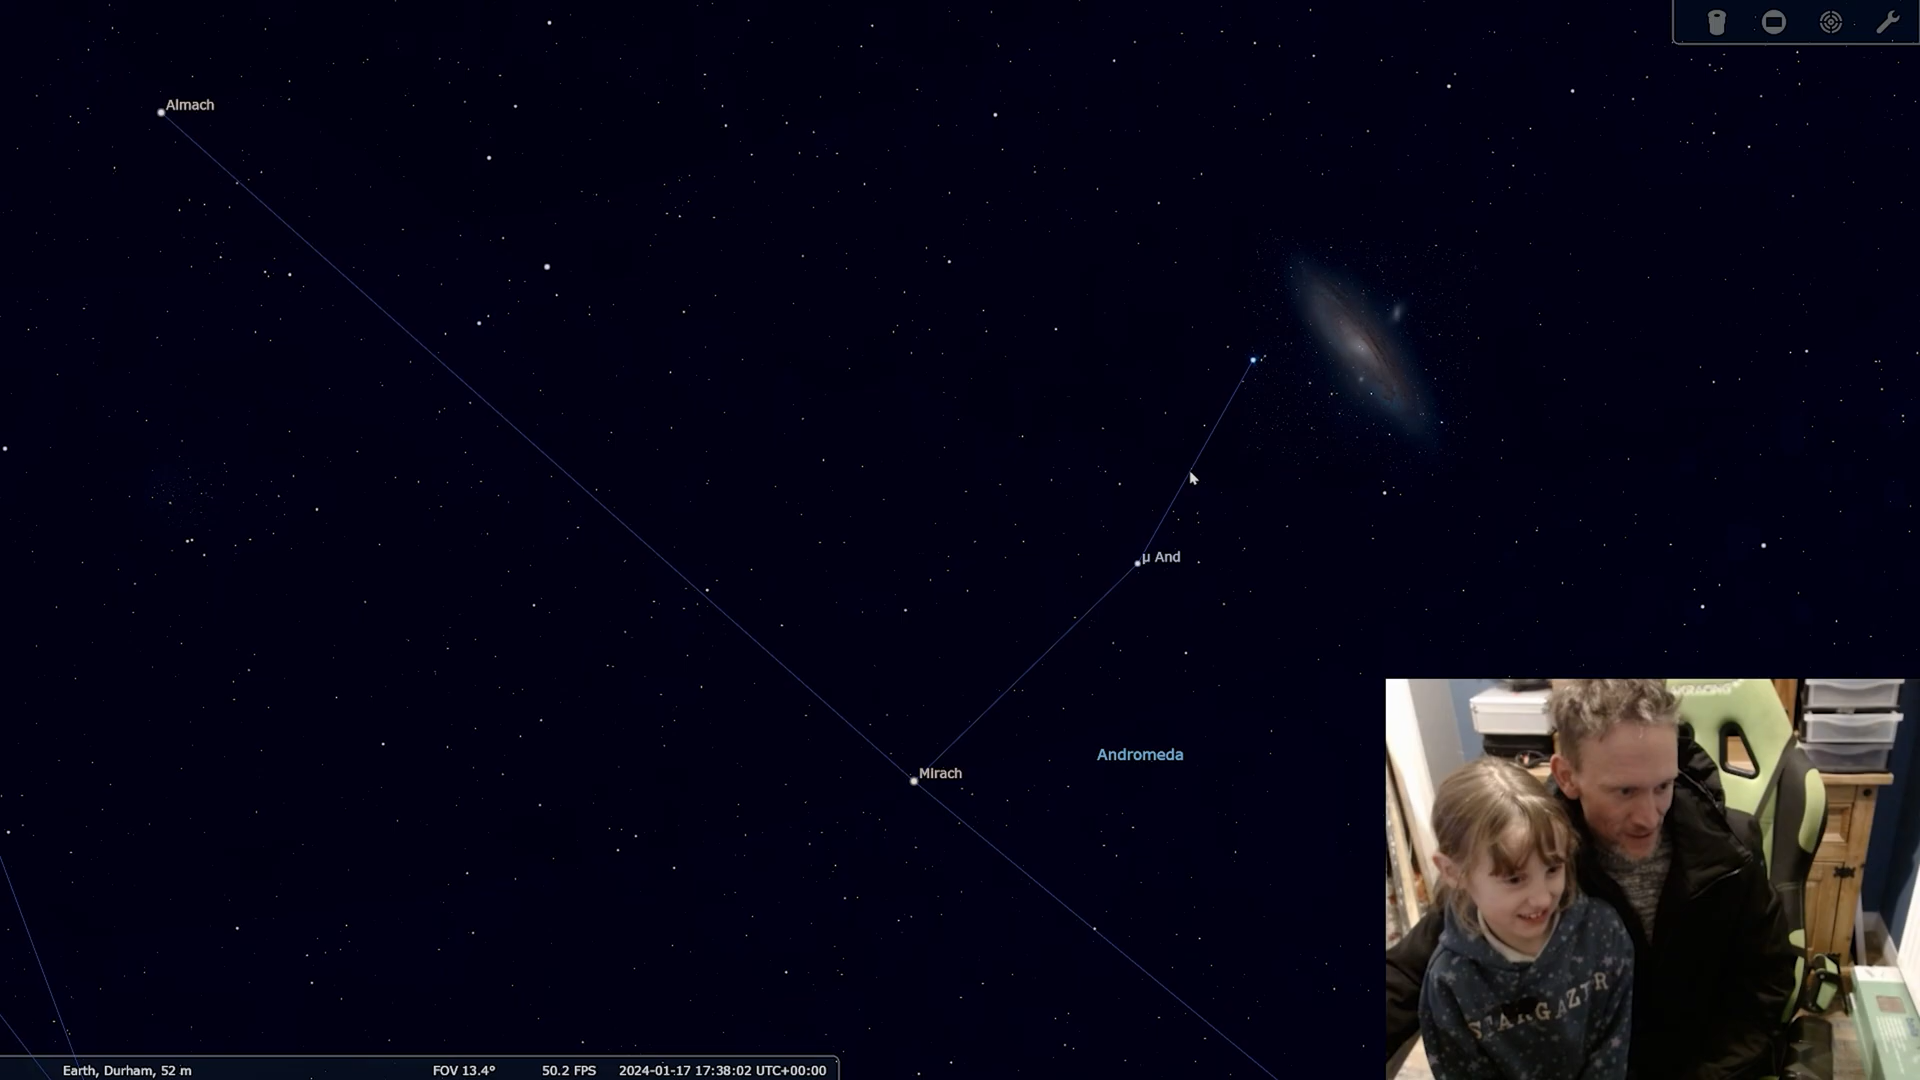 Almach
μ And
Mirach
Andromeda
STARGAZER
Earth, Durham, 52 m
FOV 13.4°
50.2 FPS
2024-01-17 17:38:02 UTC+00:00